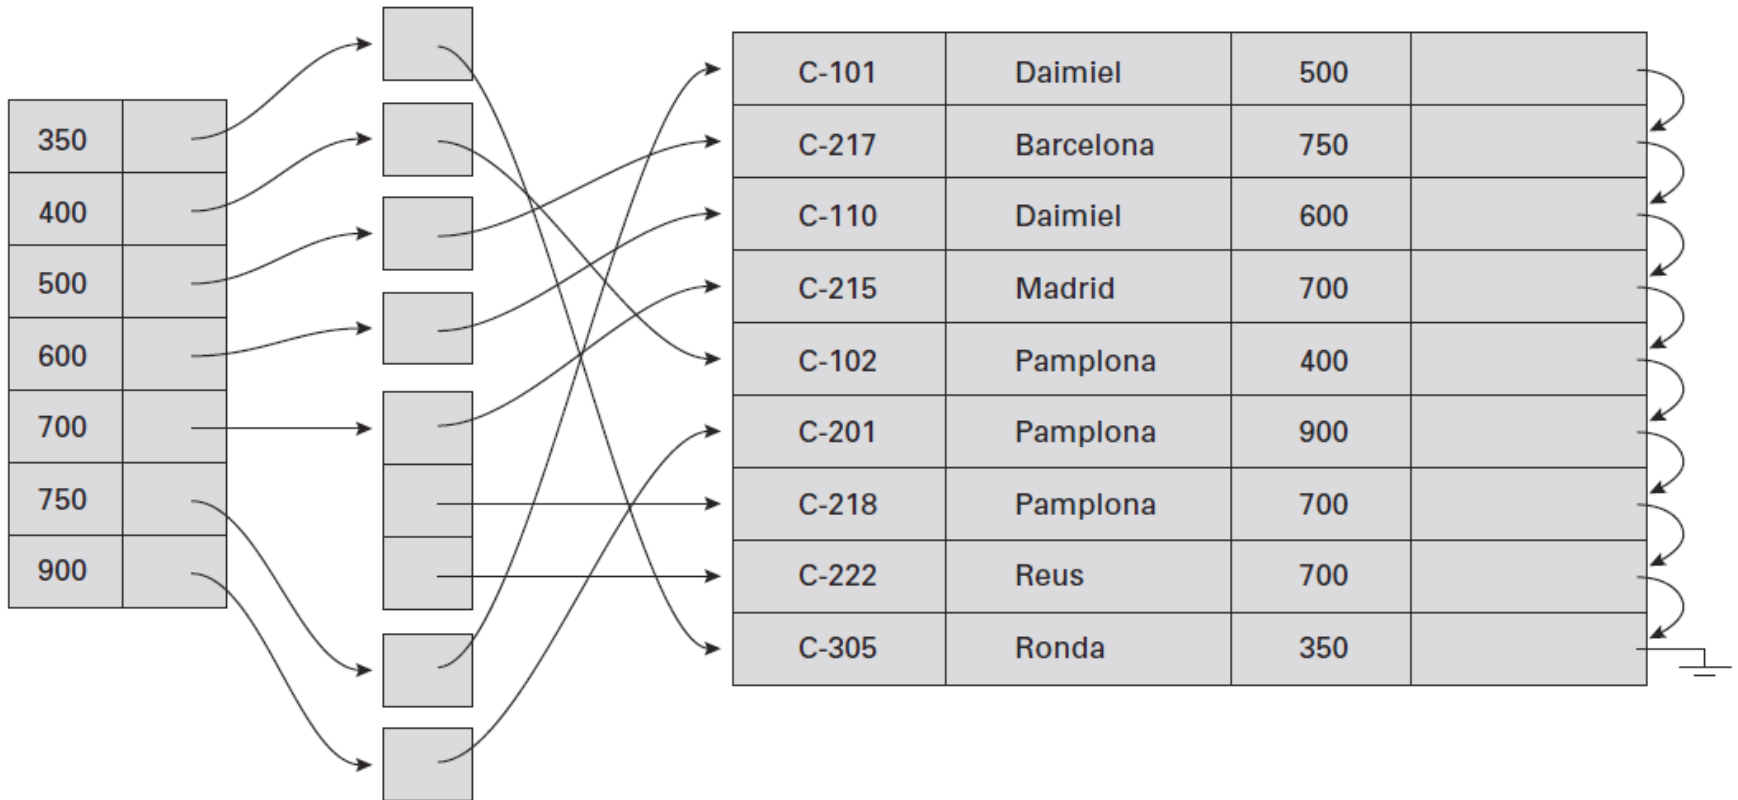 350
400
500
600
700
750
900
C-101 Daimiel 500
C-217 Barcelona 750
C-110 Daimiel 600
C-215 Madrid 700
C-102 Pamplona 400
C-201 Pamplona 900
C-218 Pamplona 700
C-222 Reus 700
C-305 Ronda 350